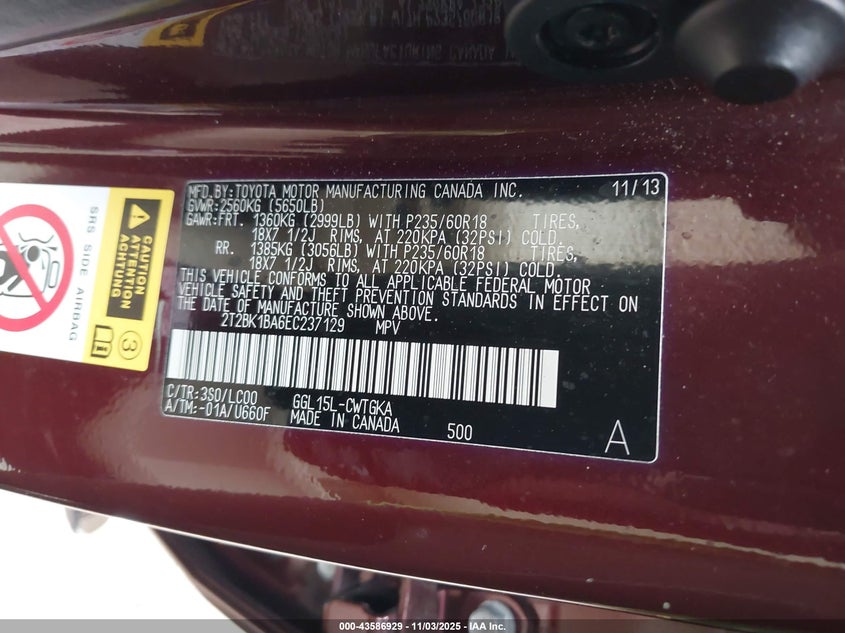 MFD.BY:TOYOTA MOTOR MANUFACTURING CANADA INC. 11/13
GVWR:2560KG (5650LB)
GAWR:FRT. 1360KG (2999LB) WITH P235/60R18 TIRES,
18X7 1/2J RIMS, AT 220KPA (32PSI) COLD.
RR. 1385KG (3056LB) WITH P235/60R18 TIRES,
18X7 1/2J RIMS, AT 220KPA (32PSI) COLD.
THIS VEHICLE CONFORMS TO ALL APPLICABLE FEDERAL MOTOR
VEHICLE SAFETY AND THEFT PREVENTION STANDARDS IN EFFECT ON
THE DATE OF MANUFACTURE SHOWN ABOVE.
2T2BK1BA6EC237129 MPV
C/TR:3S0/LC00 GGL15L-CWTGKA
A/TM:-01A/U660F MADE IN CANADA 500 A
SRS SIDE AIRBAG
CAUTION
ATTENTION
ACHTUNG
3
000-43586929 - 11/03/2025 - IAA Inc.